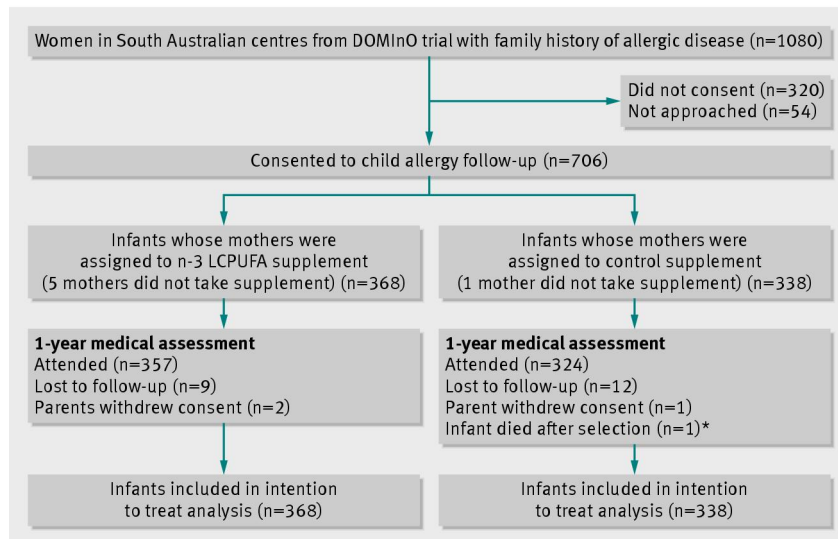 Women in South Australian centres from DOMInO trial with family history of allergic disease (n=1080)
Did not consent (n=320)
Not approached (n=54)
Consented to child allergy follow-up (n=706)
Infants whose mothers were
assigned to n-3 LCPUFA supplement
(5 mothers did not take supplement) (n=368)
Infants whose mothers were
assigned to control supplement
(1 mother did not take supplement) (n=338)
1-year medical assessment
Attended (n=357)
Lost to follow-up (n=9)
Parents withdrew consent (n=2)
1-year medical assessment
Attended (n=324)
Lost to follow-up (n=12)
Parent withdrew consent (n=1)
Infant died after selection (n=1)*
Infants included in intention
to treat analysis (n=368)
Infants included in intention
to treat analysis (n=338)